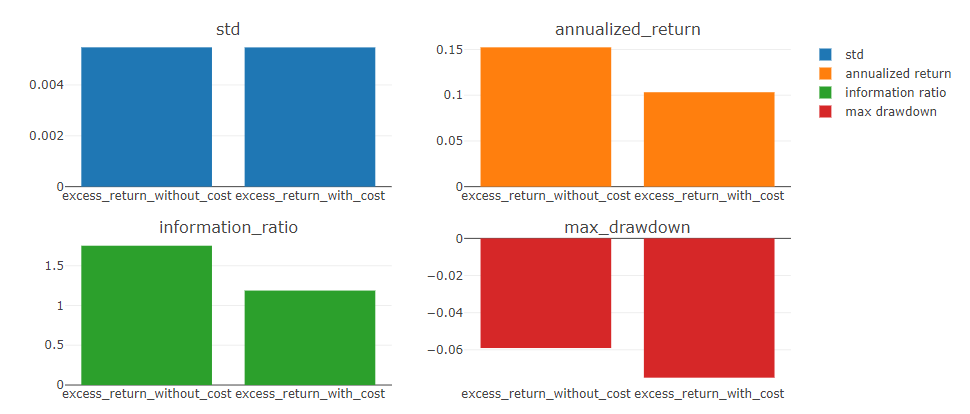 std
0.004
0.002
0
excess_return_without_cost excess_return_with_cost
annualized_return
0.15
0.1
0.05
0
excess_return_without_cost excess_return_with_cost
std
annualized return
information ratio
max drawdown
information_ratio
1.5
1
0.5
0
excess_return_without_cost excess_return_with_cost
max_drawdown
0
−0.02
−0.04
−0.06
excess_return_without_cost excess_return_with_cost